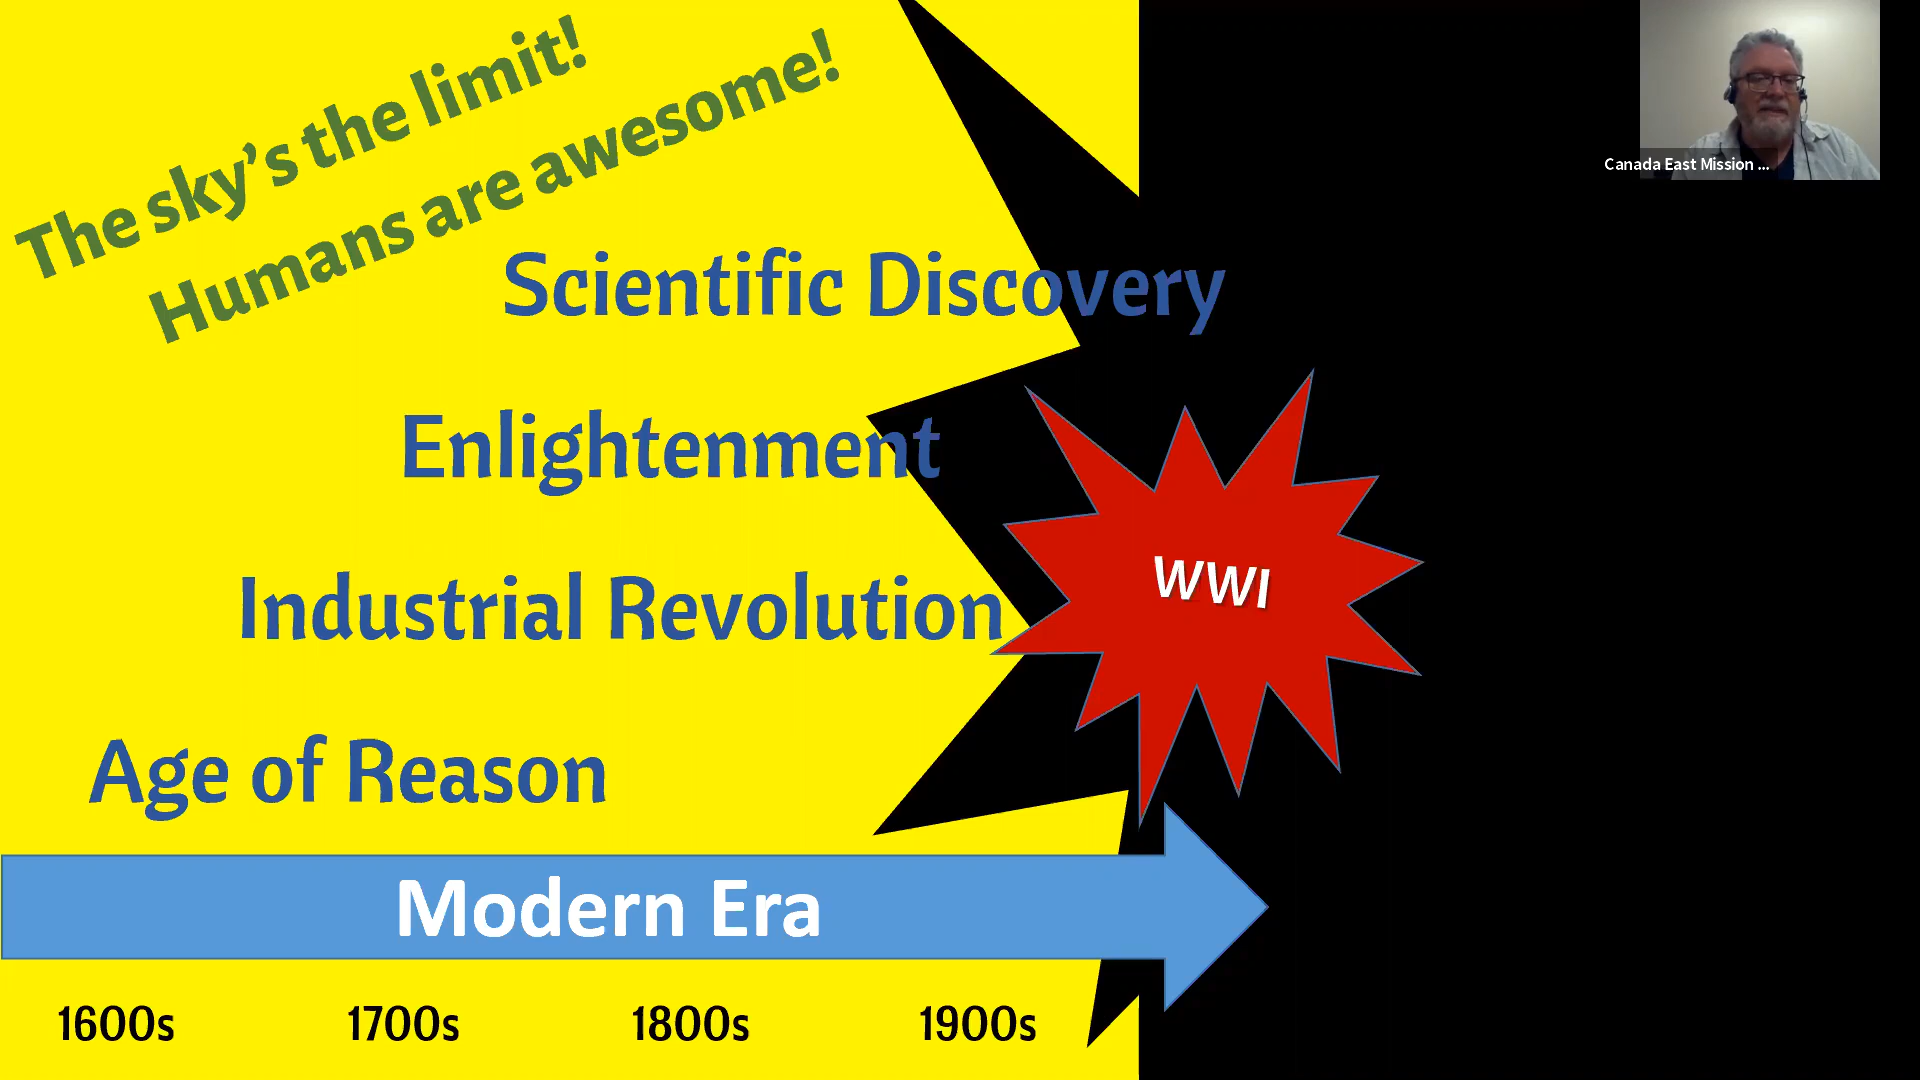 The sky's the limit!
Humans are awesome!
Canada East Mission ...
Scientific Discovery
Enlightenment
WWI
Industrial Revolution
Age of Reason
Modern Era
1600s 1700s 1800s 1900s